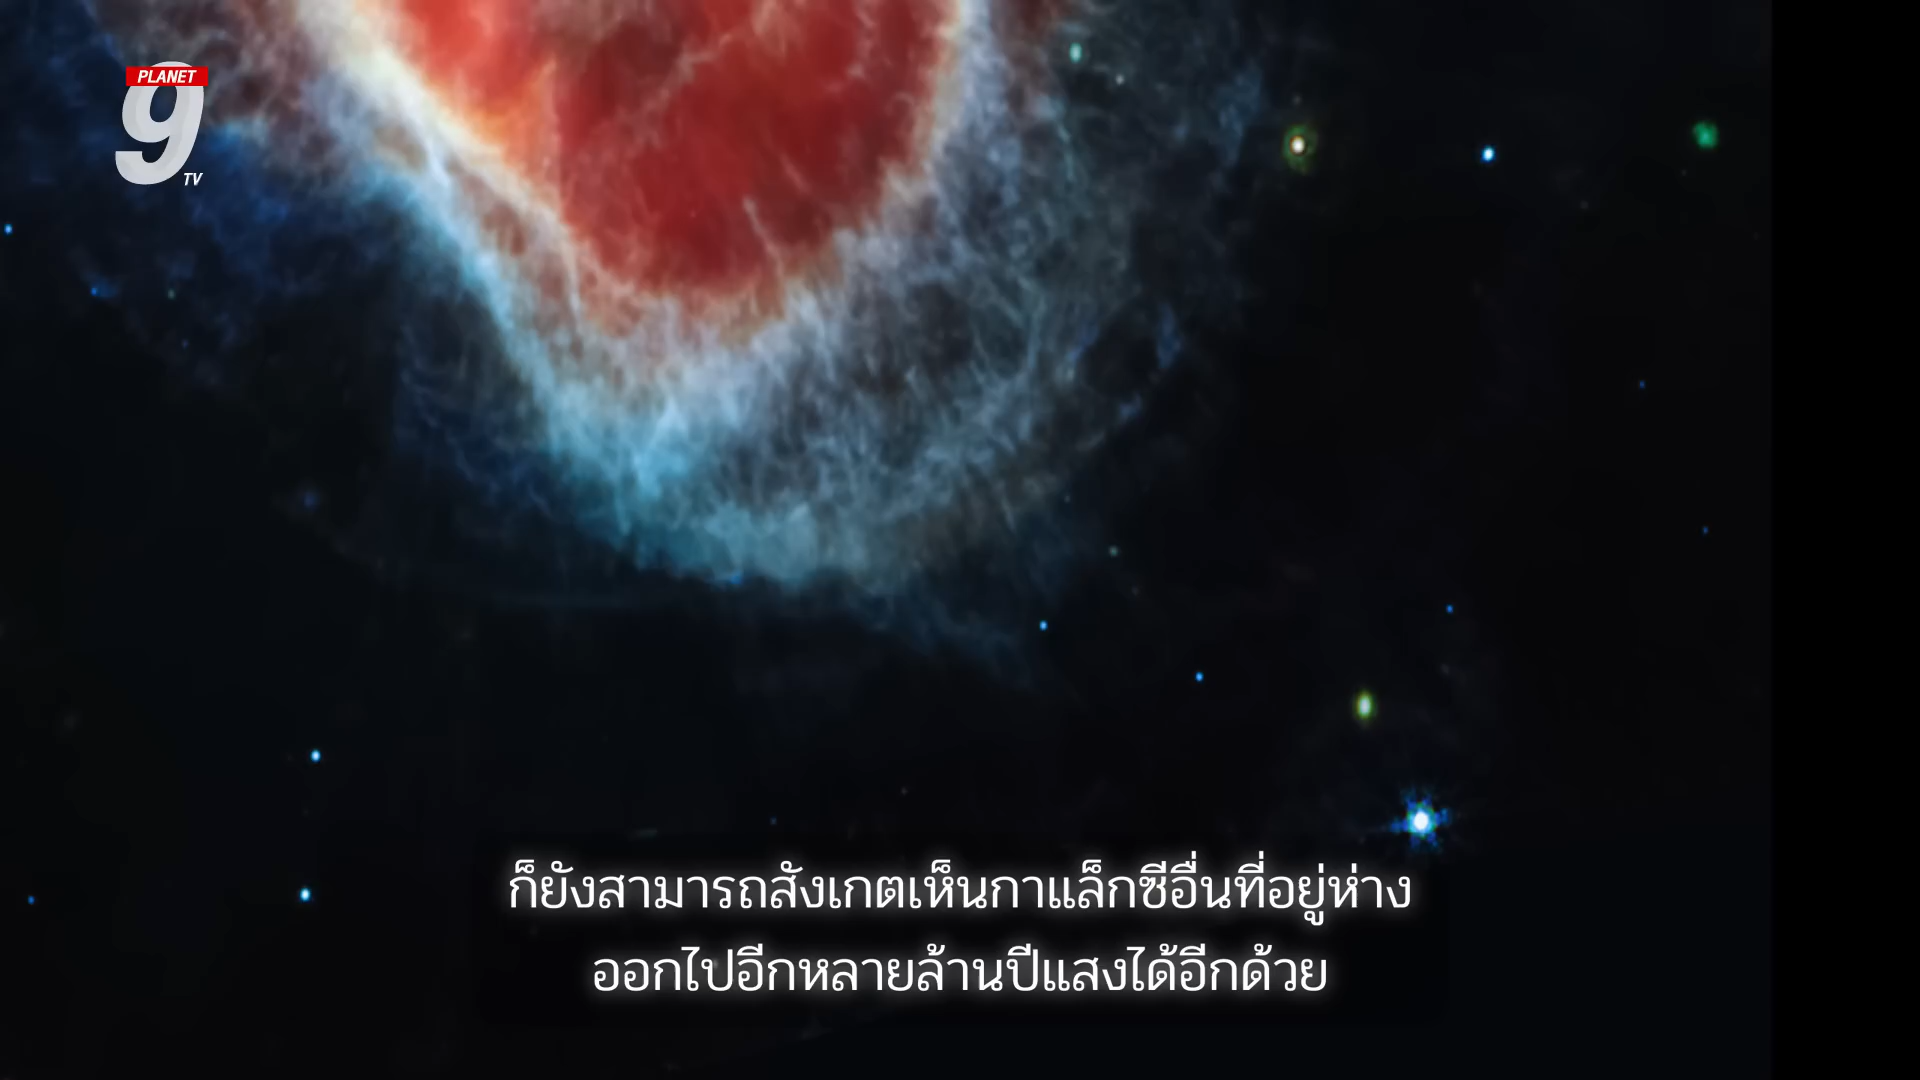 PLANET
9
TV
ก็ยังสามารถสังเกตเห็นกาแล็กซีอื่นที่อยู่ห่าง
ออกไปอีกหลายล้านปีแสงได้อีกด้วย